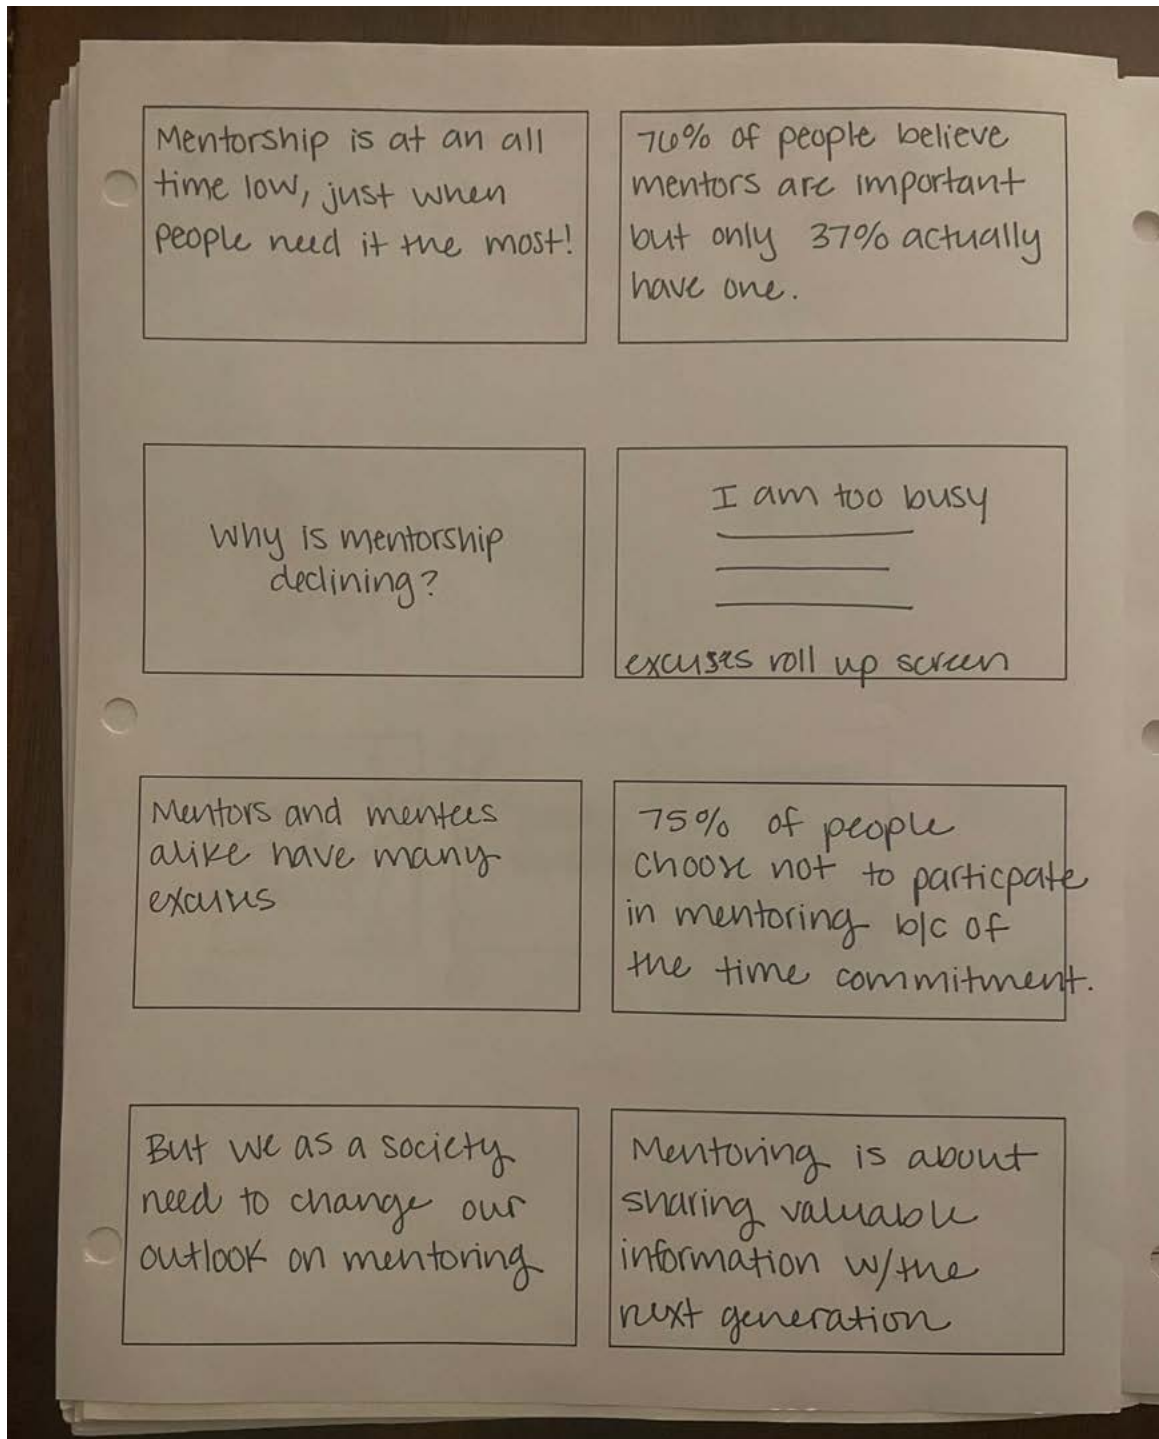 Mentorship is at an all
time low, just when
people need it the most!
76% of people believe
mentors are important
but only 37% actually
have one.
Why is mentorship
declining?
I am too busy
excuses roll up screen
Mentors and mentees
alike have many
excuses
75% of people
choose not to particpate
in mentoring b/c of
the time commitment.
But we as a society
need to change our
outlook on mentoring
Mentoring is about
sharing valuable
information w/the
next generation